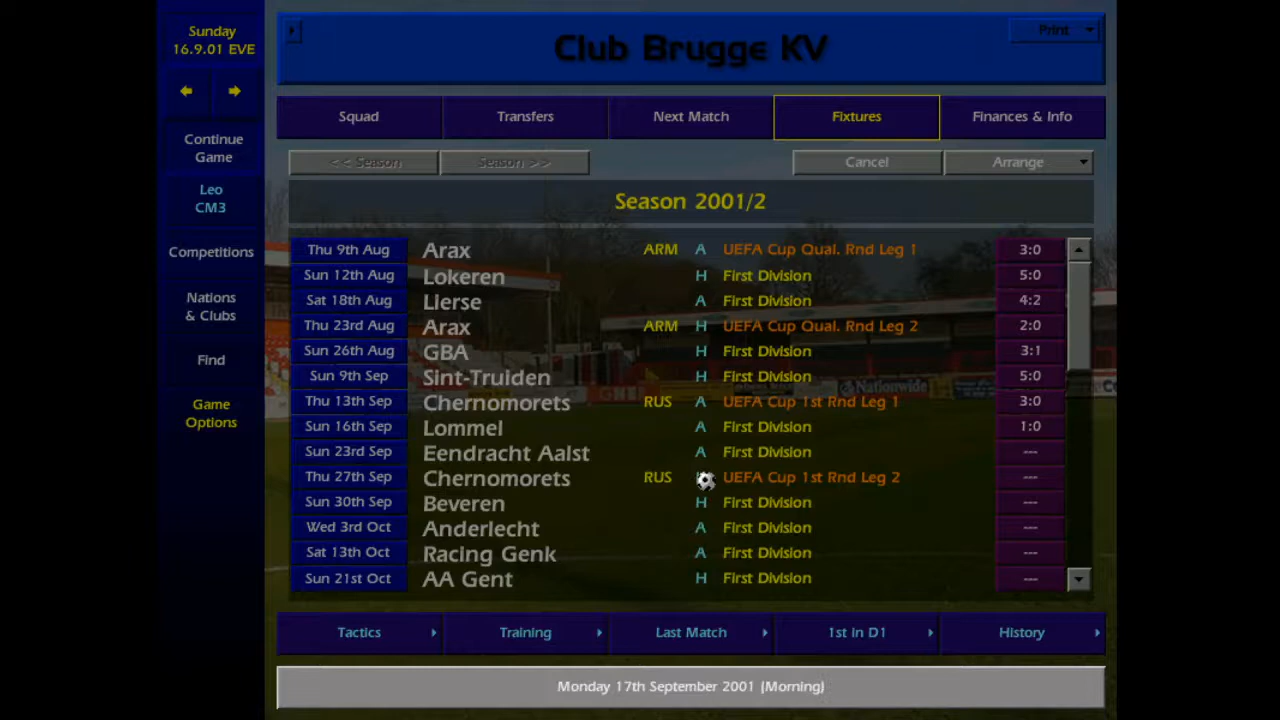 Sunday
16.9.01 EVE
Continue
Game
Leo
CM3
Competitions
Nations
& Clubs
Find
Game
Options
Club Brugge KV
Print
Squad Transfers Next Match Fixtures Finances & Info
<< Season Season >> Cancel Arrange
Season 2001/2
Thu 9th Aug Arax ARM A UEFA Cup Qual. Rnd Leg 1 3:0
Sun 12th Aug Lokeren H First Division 5:0
Sat 18th Aug Lierse A First Division 4:2
Thu 23rd Aug Arax ARM H UEFA Cup Qual. Rnd Leg 2 2:0
Sun 26th Aug GBA H First Division 3:1
Sun 9th Sep Sint-Truiden H First Division 5:0
Thu 13th Sep Chernomorets RUS A UEFA Cup 1st Rnd Leg 1 3:0
Sun 16th Sep Lommel A First Division 1:0
Sun 23rd Sep Eendracht Aalst A First Division ---
Thu 27th Sep Chernomorets RUS UEFA Cup 1st Rnd Leg 2 ---
Sun 30th Sep Beveren H First Division ---
Wed 3rd Oct Anderlecht A First Division ---
Sat 13th Oct Racing Genk A First Division ---
Sun 21st Oct AA Gent H First Division ---
Nationwide
Tactics Training Last Match 1st in D1 History
Monday 17th September 2001 (Morning)